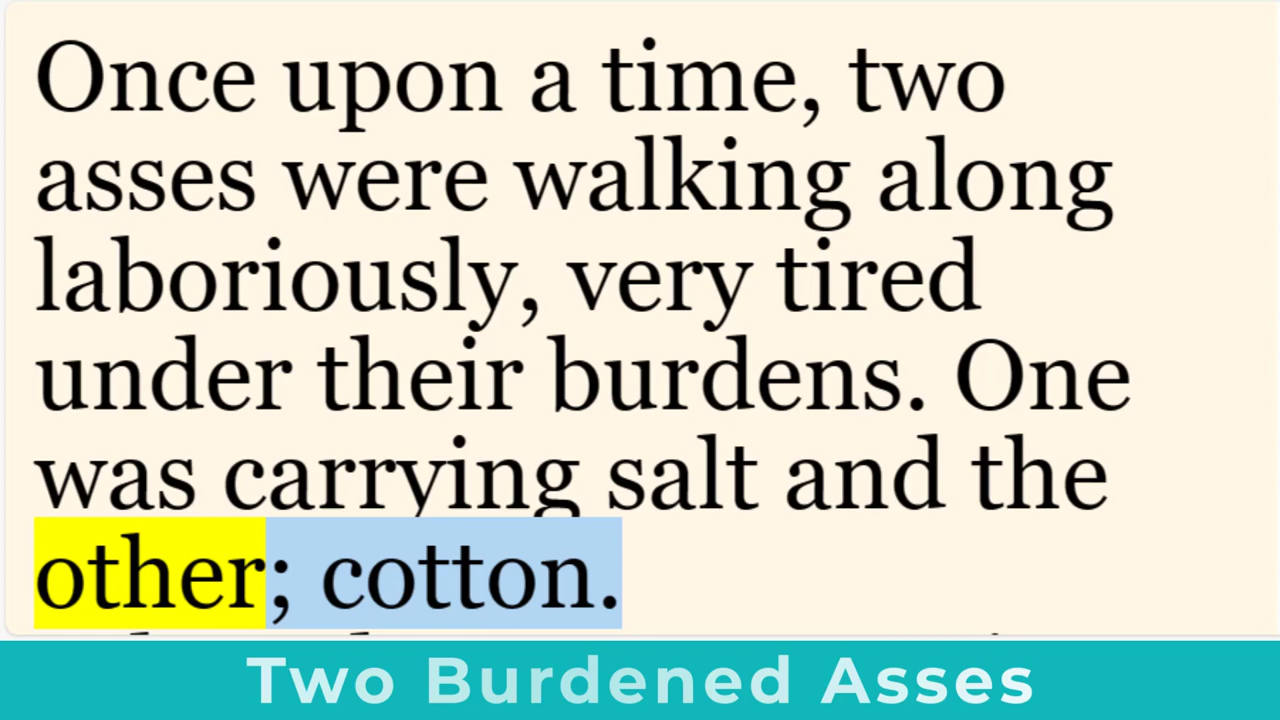 Once upon a time, two
asses were walking along
laboriously, very tired
under their burdens. One
was carrying salt and the
other; cotton.
Two Burdened Asses